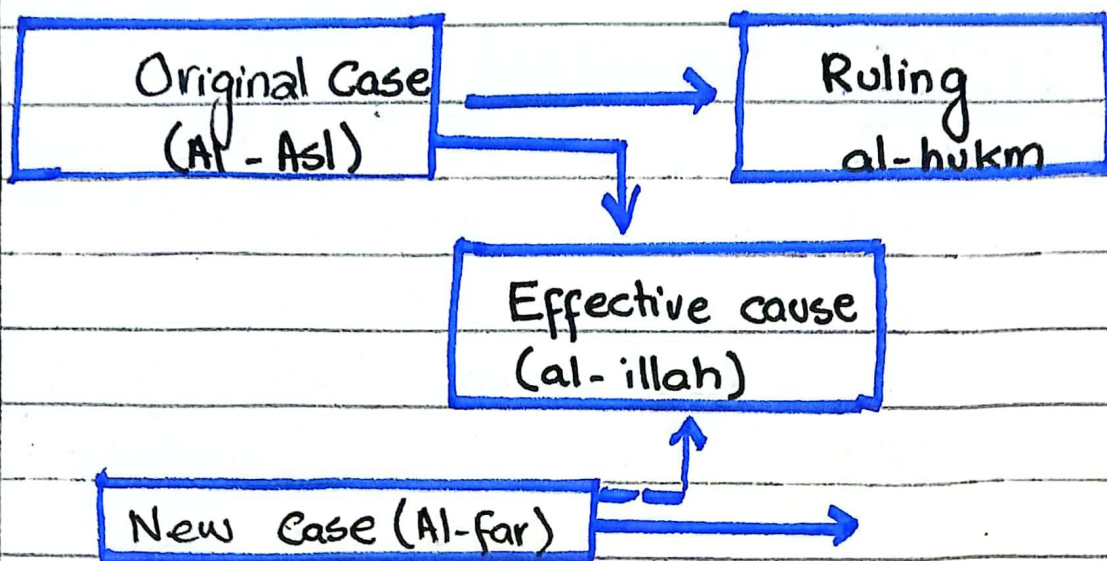 Original Case
(Al-Asl)
Ruling
al-hukm
Effective cause
(al-illah)
New Case (Al-far)